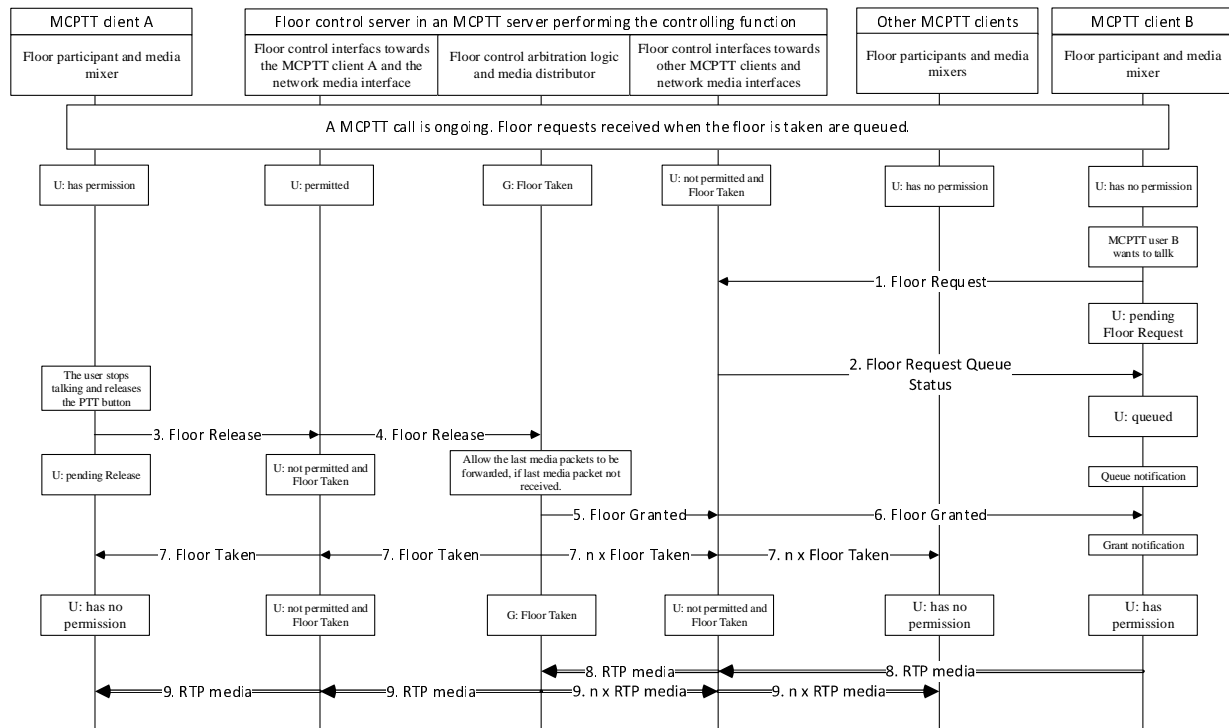 MCPTT client A
Floor control server in an MCPTT server performing the controlling function
Other MCPTT clients
MCPTT client B
Floor participant and media
mixer
Floor control interfacs towards
the MCPTT client A and the
network media interface
Floor control arbitration logic
and media distributor
Floor control interfaces towards
other MCPTT clients and
network media interfaces
Floor participants and media
mixers
Floor participant and media
mixer
A MCPTT call is ongoing. Floor requests received when the floor is taken are queued.
U: has permission
U: permitted
G: Floor Taken
U: not permitted and
Floor Taken
U: has no permission
U: has no permission
MCPTT user B
wants to tallk
1. Floor Request
U: pending
Floor Request
2. Floor Request Queue
Status
The user stops
talking and releases
the PTT button
U: queued
3. Floor Release
4. Floor Release
U: pending Release
U: not permitted and
Floor Taken
Allow the last media packets to be
forwarded, if last media packet not
received.
Queue notification
5. Floor Granted
6. Floor Granted
Grant notification
7. Floor Taken
7. Floor Taken
7. n x Floor Taken
7. n x Floor Taken
U: has no
permission
U: not permitted and
Floor Taken
G: Floor Taken
U: not permitted and
Floor Taken
U: has no
permission
U: has
permission
8. RTP media
8. RTP media
9. RTP media
9. RTP media
9. n x RTP media
9. n x RTP media